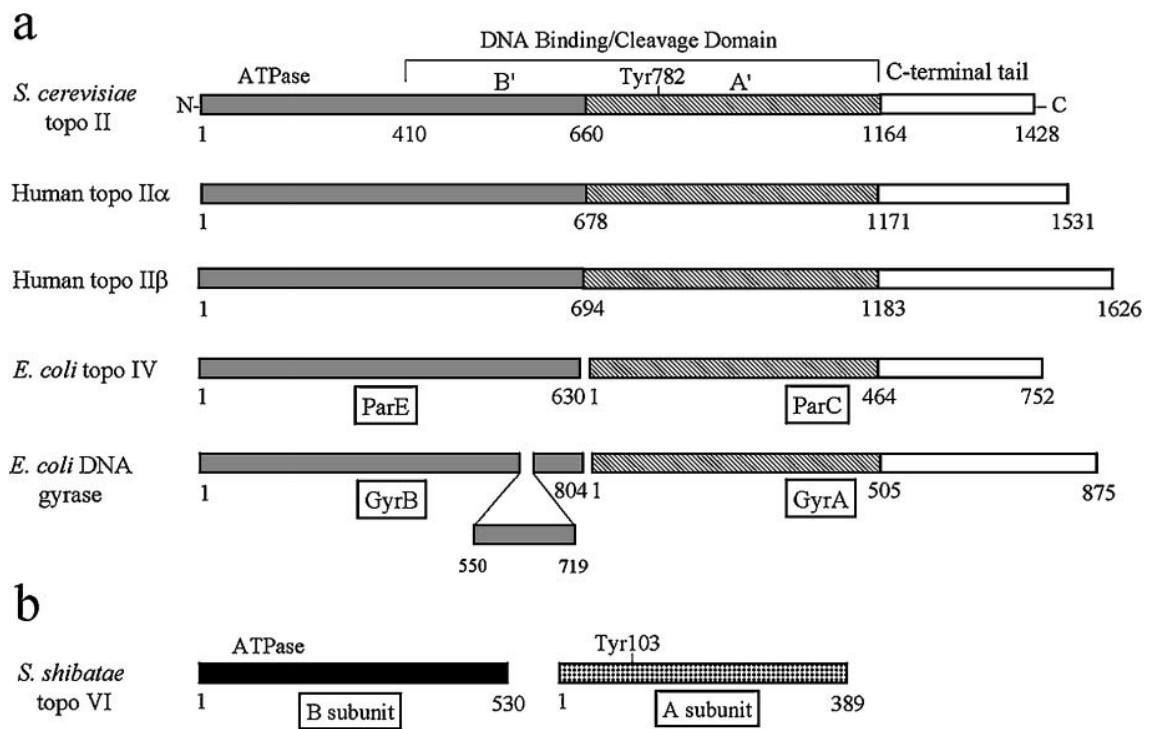 a
DNA Binding/Cleavage Domain
ATPase B' Tyr782 A' C-terminal tail
S. cerevisiae
topo II
N- - C
1 410 660 1164 1428
Human topo IIα
1 678 1171 1531
Human topo IIβ
1 694 1183 1626
E. coli topo IV
1 630 1 464 752
ParE ParC
E. coli DNA
gyrase
1 804 1 505 875
GyrB GyrA
550 719
b
ATPase Tyr103
S. shibatae
topo VI
1 530 1 389
B subunit A subunit